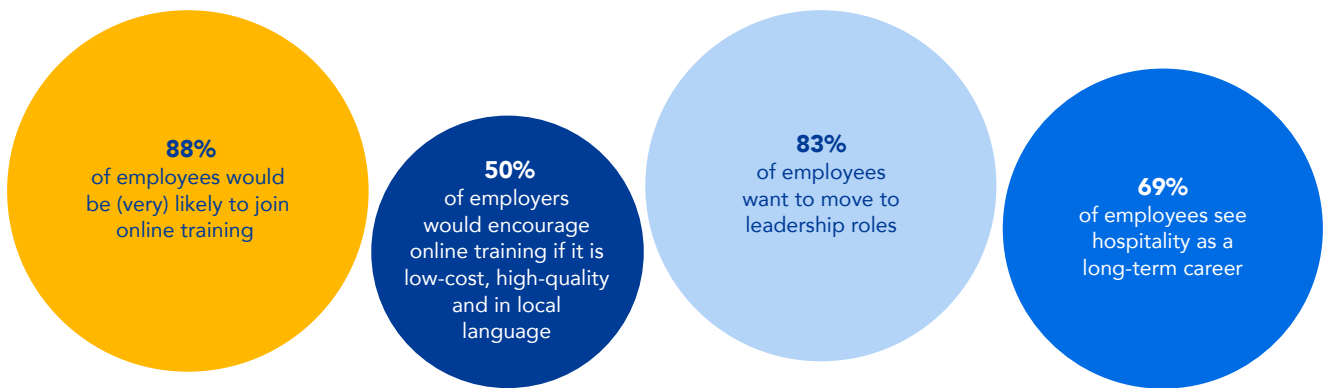 88%
of employees would
be (very) likely to join
online training
50%
of employers
would encourage
online training if it is
low-cost, high-quality
and in local
language
83%
of employees
want to move to
leadership roles
69%
of employees see
hospitality as a
long-term career